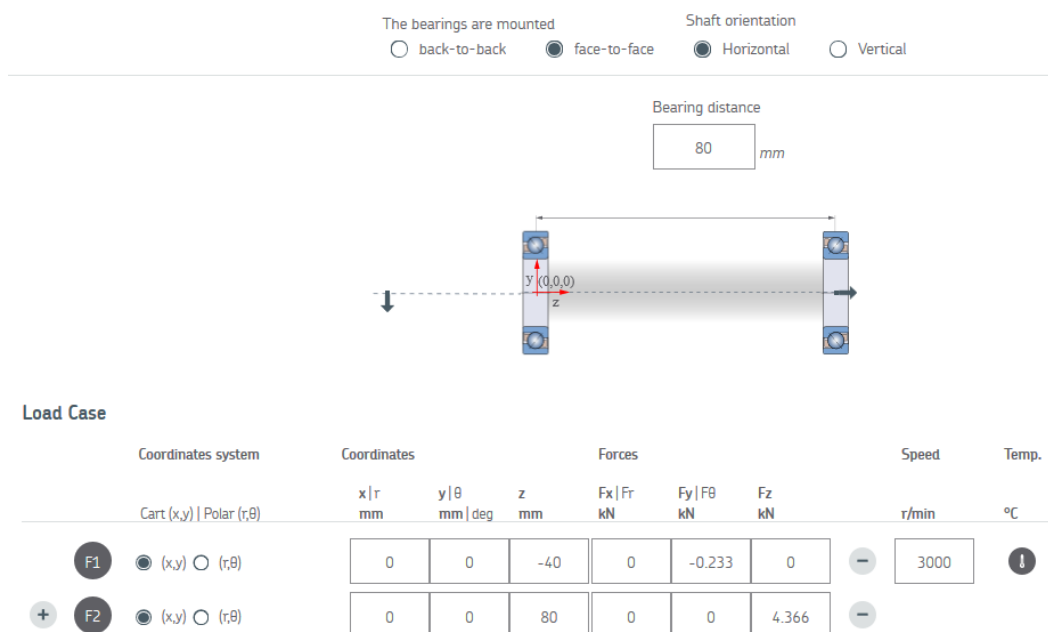 The bearings are mounted Shaft orientation
back-to-back face-to-face Horizontal Vertical
Bearing distance
80 mm
y (0,0,0)
z
Load Case
Coordinates system Coordinates Forces Speed Temp.
x|r y|θ z Fx|Fr Fy|Fθ Fz
Cart (x,y) | Polar (r,θ) mm mm|deg mm kN kN kN r/min °C
F1 (x,y) (r,θ) 0 0 -40 0 -0.233 0 − 3000
+ F2 (x,y) (r,θ) 0 0 80 0 0 4.366 −